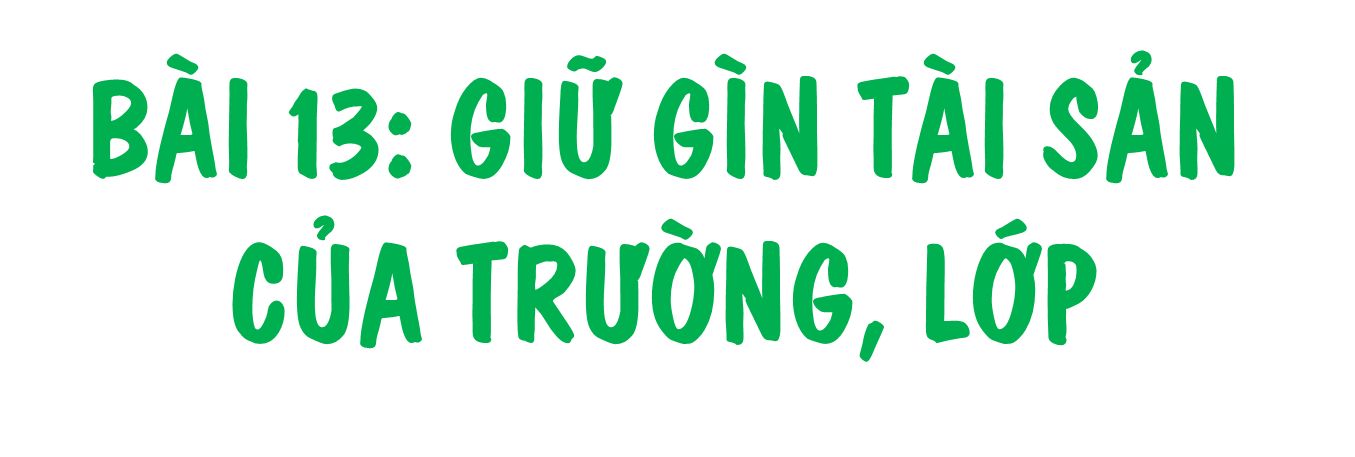 BÀI 13: GIỮ GÌN TÀI SẢN
CỦA TRƯỜNG, LỚP